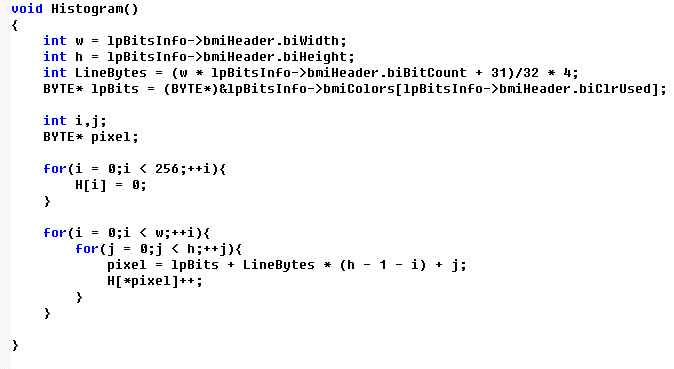 void Histogram()
{
    int w = lpBitsInfo->bmiHeader.biWidth;
    int h = lpBitsInfo->bmiHeader.biHeight;
    int LineBytes = (w * lpBitsInfo->bmiHeader.biBitCount + 31)/32 * 4;
    BYTE* lpBits = (BYTE*)&lpBitsInfo->bmiColors[lpBitsInfo->bmiHeader.biClrUsed];

    int i,j;
    BYTE* pixel;

    for(i = 0;i < 256;++i){
        H[i] = 0;
    }

    for(i = 0;i < w;++i){
        for(j = 0;j < h;++j){
            pixel = lpBits + LineBytes * (h - 1 - i) + j;
            H[*pixel]++;
        }
    }

}